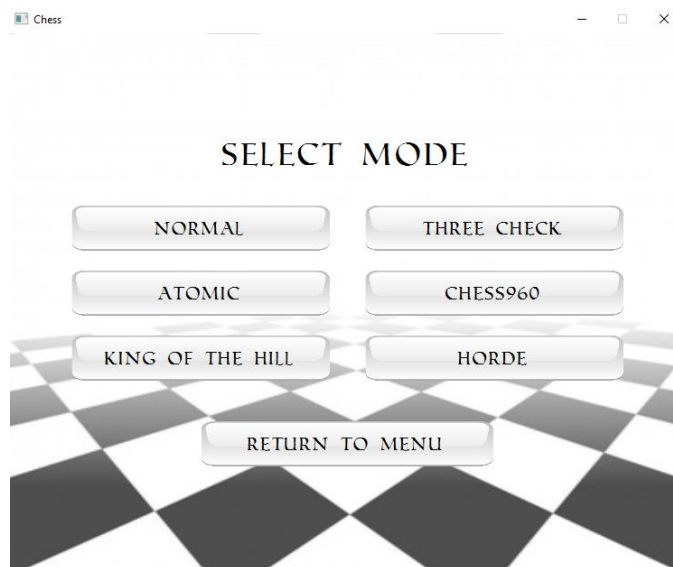 Chess
SELECT MODE
NORMAL
THREE CHECK
ATOMIC
CHESS960
KING OF THE HILL
HORDE
RETURN TO MENU